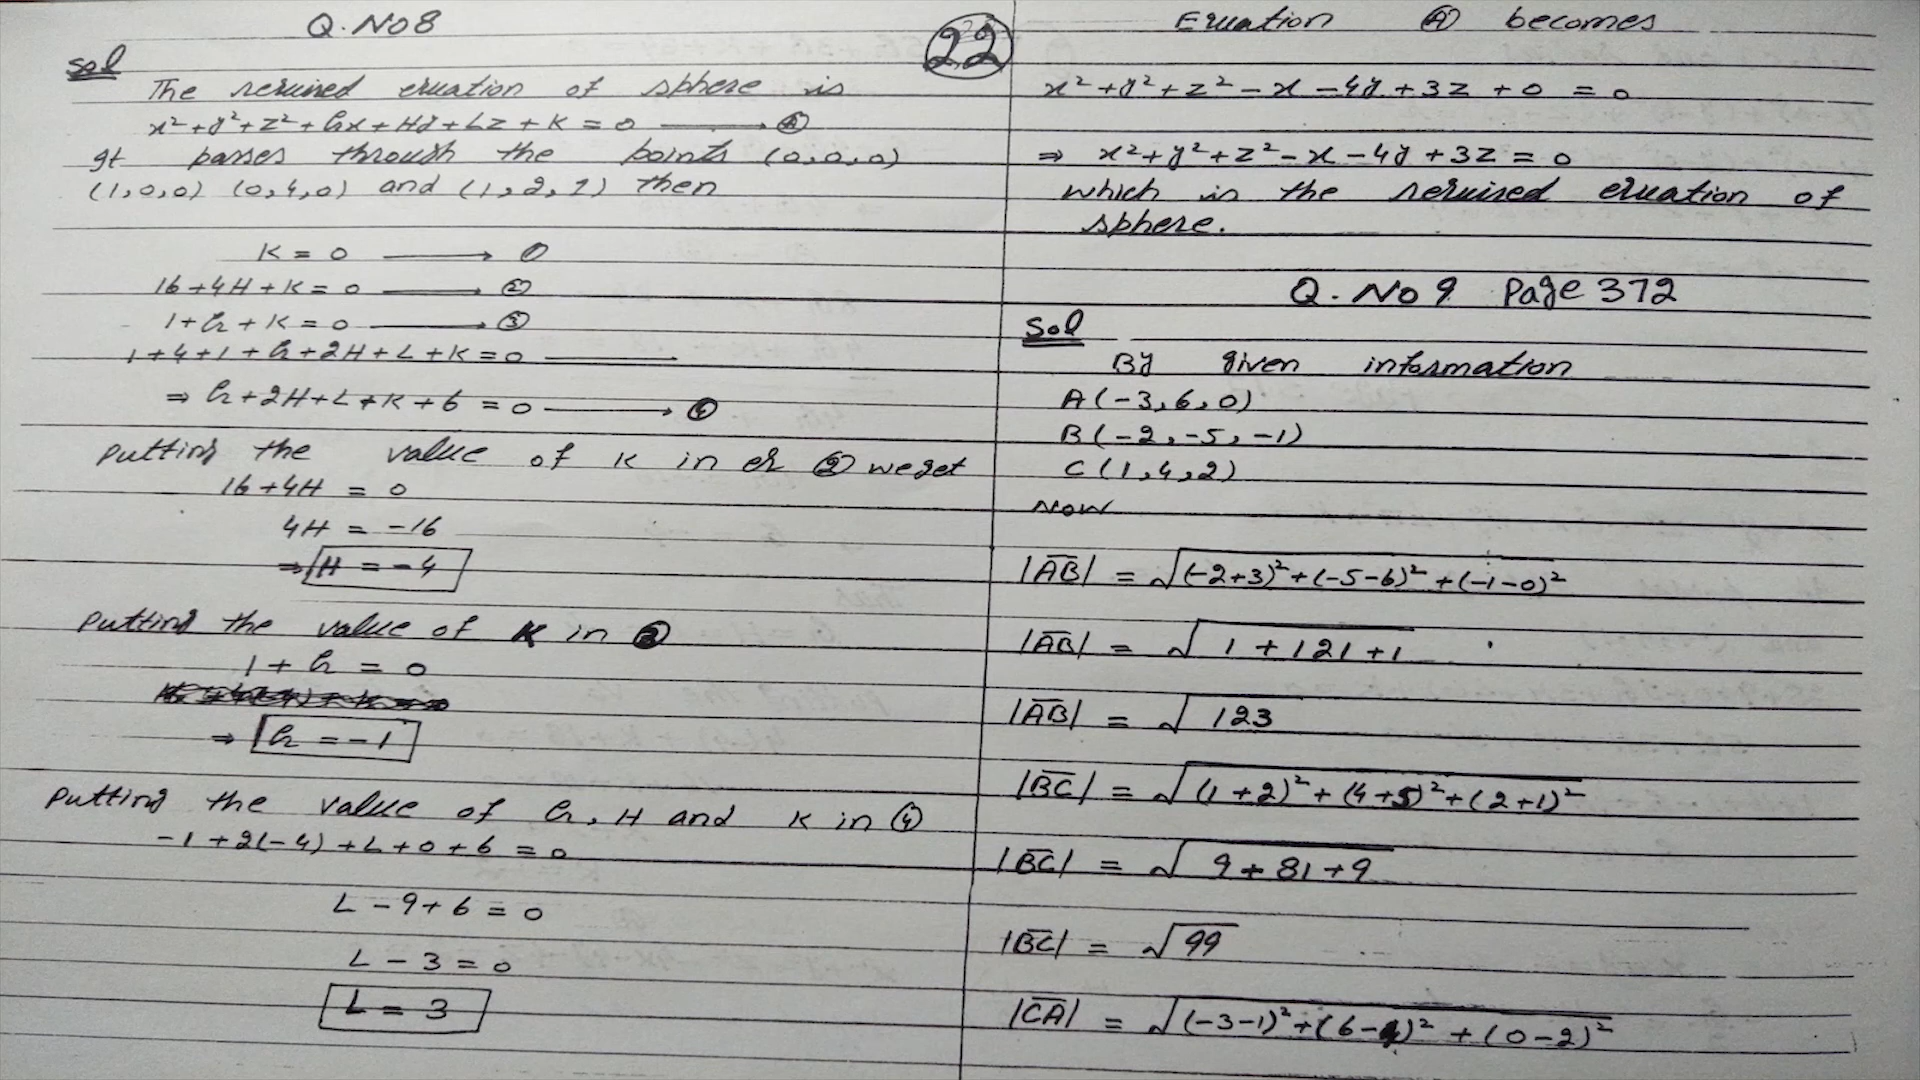 Q. No 8
Sol
The required equation of sphere is
x² + y² + z² + Gx + Hy + Lz + K = 0 → Ⓐ
It passes through the points (0,0,0)
(1,0,0) (0,4,0) and (1,2,1) then
K = 0 → ①
16 + 4H + K = 0 → ②
1 + G + K = 0 → ③
1 + 4 + 1 + G + 2H + L + K = 0
⇒ G + 2H + L + K + 6 = 0 → ④
Putting the value of K in eq ② we get
16 + 4H = 0
4H = -16
⇒ H = -4
Putting the value of K in ②
1 + G = 0
⇒ G = -1
Putting the value of G, H and K in ④
-1 + 2(-4) + L + 0 + 6 = 0
L - 9 + 6 = 0
L - 3 = 0
L = 3
22
Equation Ⓐ becomes
x² + y² + z² - x - 4y + 3z + 0 = 0
⇒ x² + y² + z² - x - 4y + 3z = 0
which is the required equation of
sphere.
Q. No 9 Page 372
Sol
By given information
A(-3, 6, 0)
B(-2, -5, -1)
C(1, 4, 2)
Now
|AB| = √(-2+3)² + (-5-6)² + (-1-0)²
|AB| = √1 + 121 + 1
|AB| = √123
|BC| = √(1+2)² + (4+5)² + (2+1)²
|BC| = √9 + 81 + 9
|BC| = √99
|CA| = √(-3-1)² + (6-4)² + (0-2)²